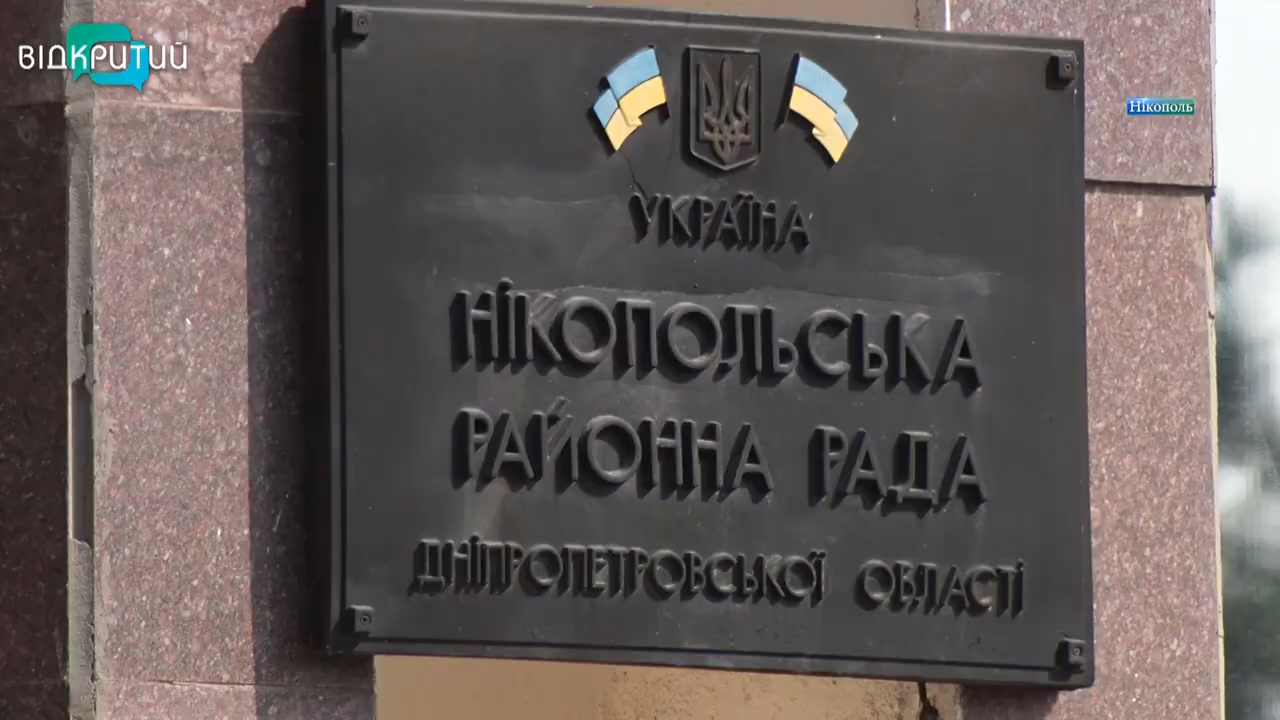 ВІДКРИТИЙ
Нікополь
УКРАЇНА
НІКОПОЛЬСЬКА
РАЙОННА РАДА
ДНІПРОПЕТРОВСЬКОЇ ОБЛАСТІ